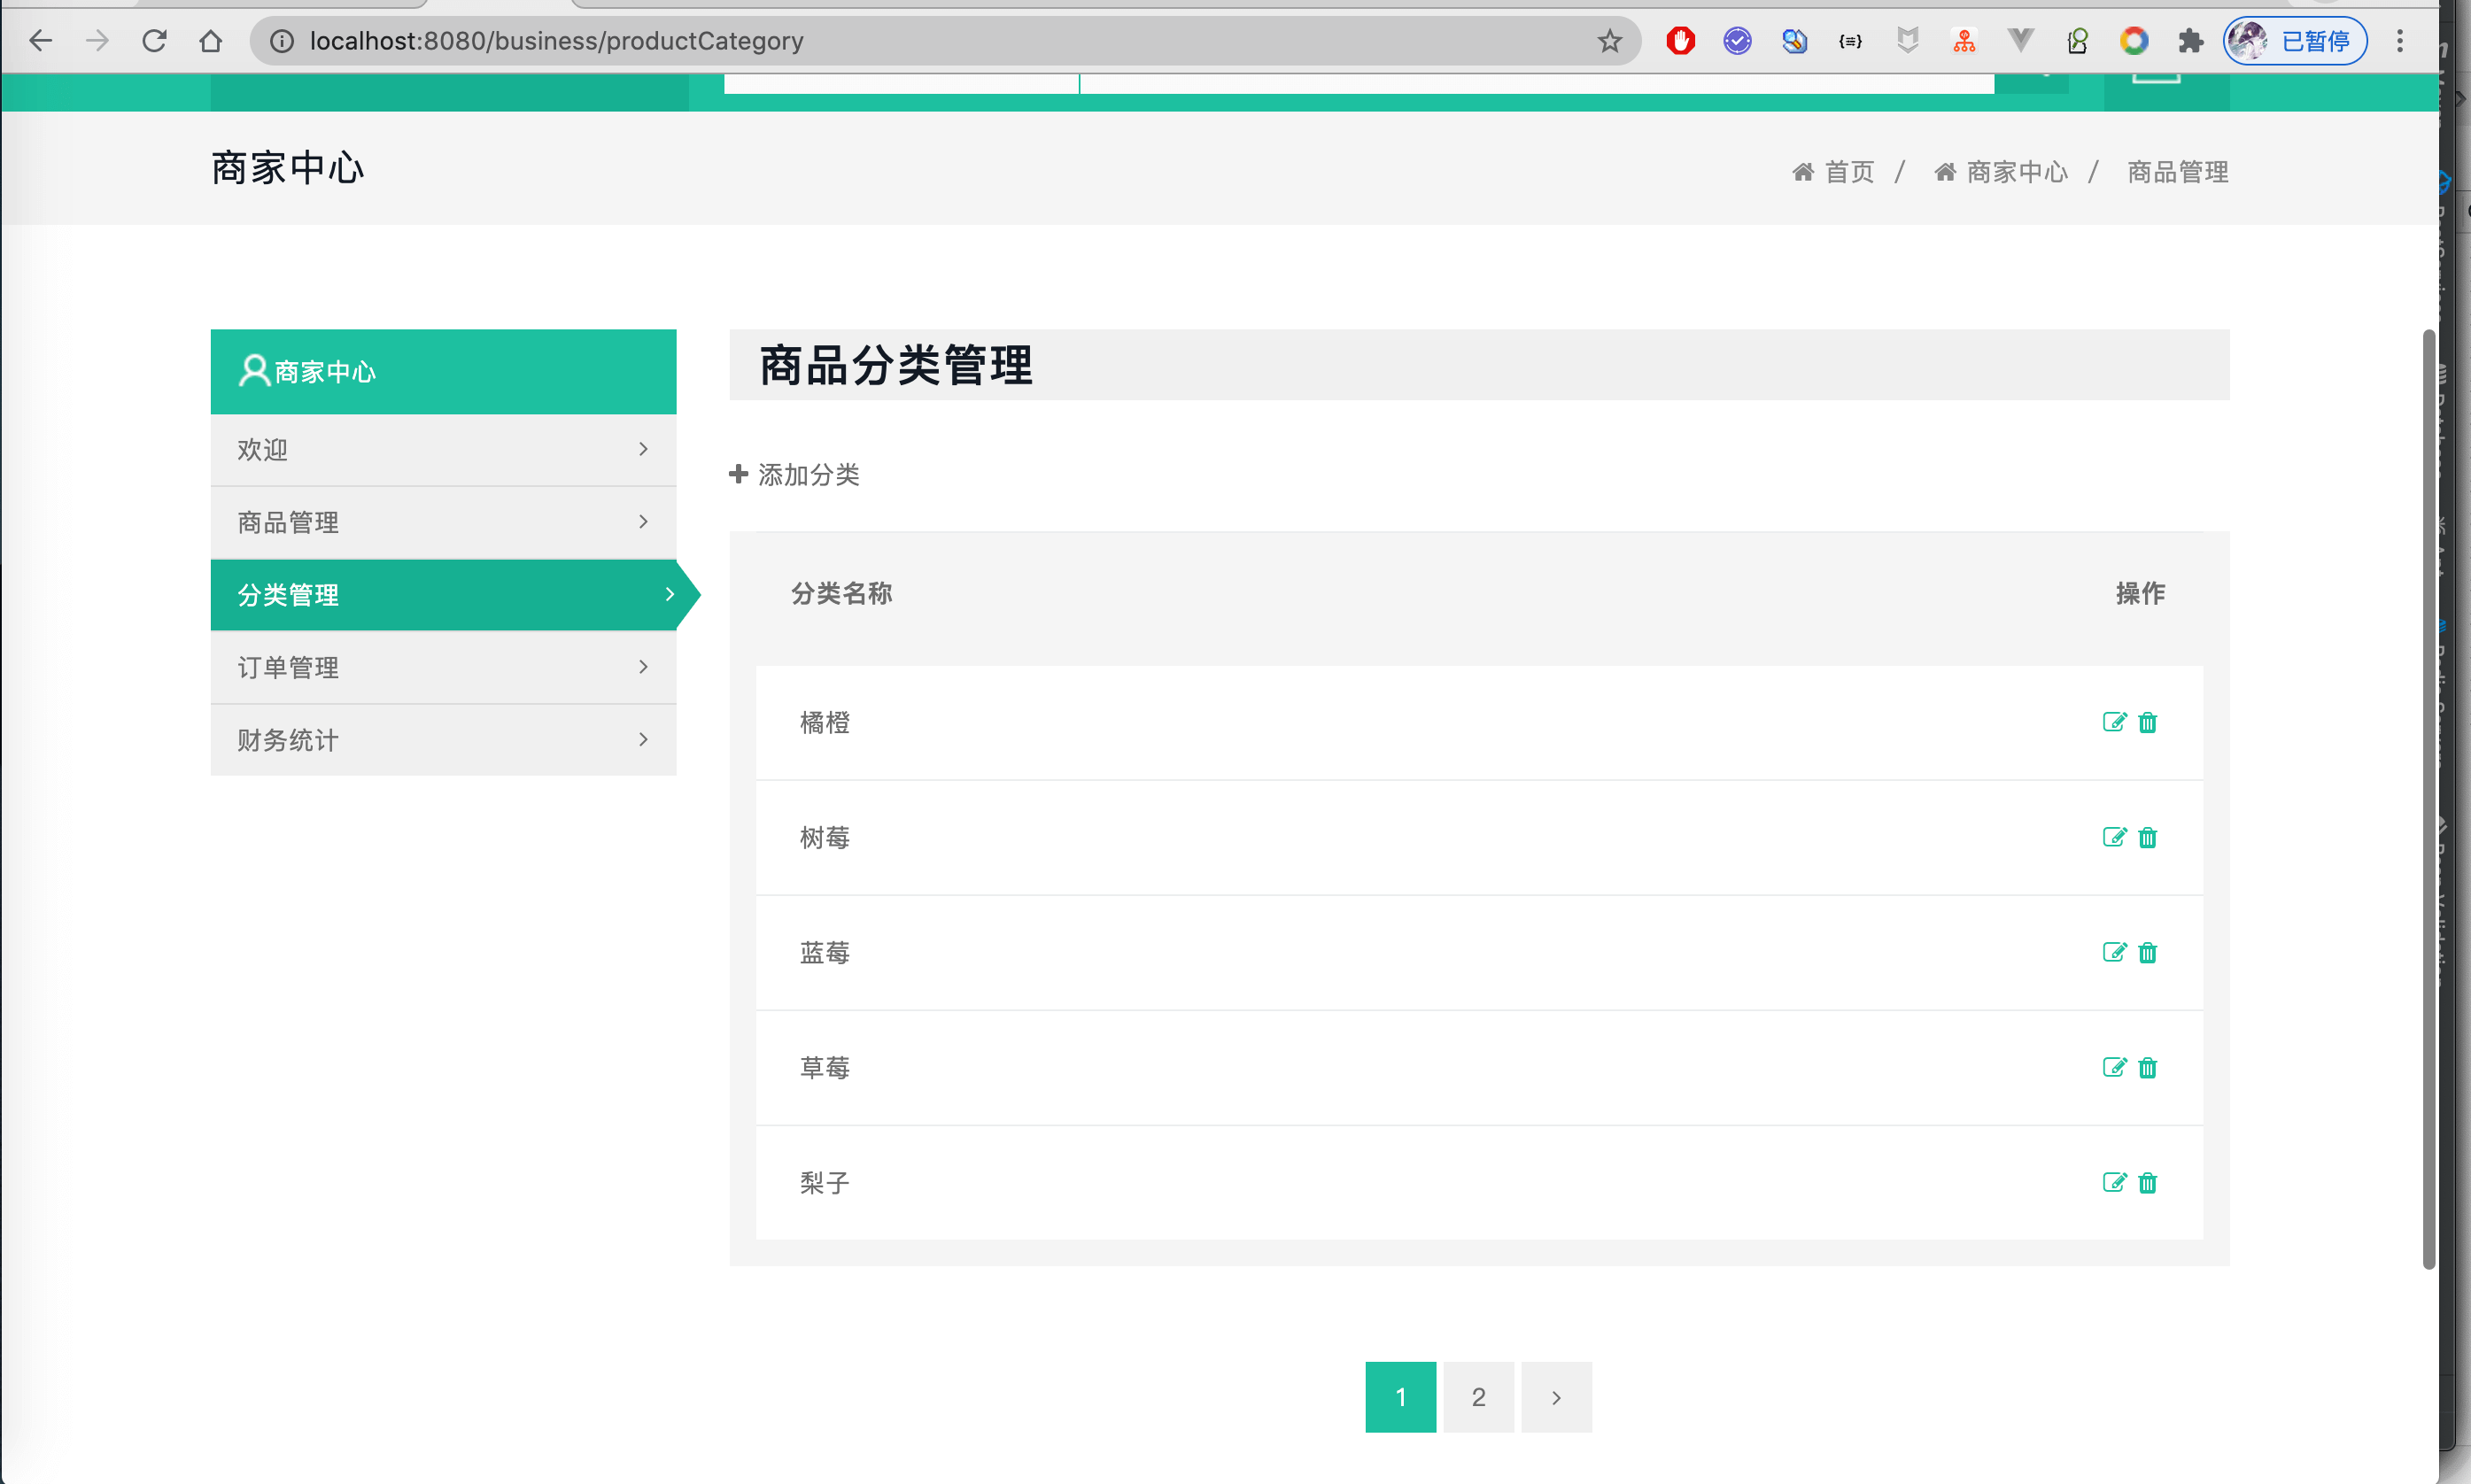 localhost:8080/business/productCategory
已暂停
商家中心
首页 / 商家中心 / 商品管理
商家中心
欢迎
商品管理
分类管理
订单管理
财务统计
商品分类管理
添加分类
分类名称 操作
橘橙
树莓
蓝莓
草莓
梨子
1 2